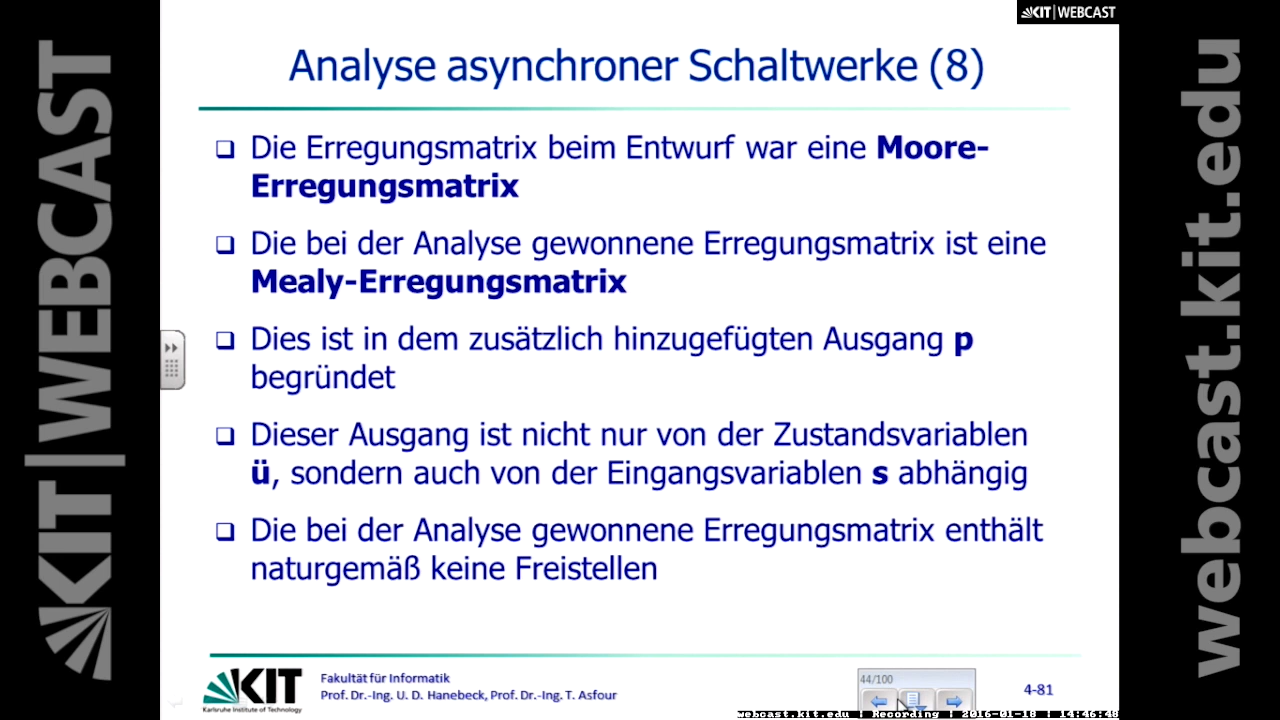 KIT|WEBCAST
Analyse asynchroner Schaltwerke (8)
Die Erregungsmatrix beim Entwurf war eine Moore-
Erregungsmatrix
Die bei der Analyse gewonnene Erregungsmatrix ist eine
Mealy-Erregungsmatrix
Dies ist in dem zusätzlich hinzugefügten Ausgang p
begründet
Dieser Ausgang ist nicht nur von der Zustandsvariablen
ü, sondern auch von der Eingangsvariablen s abhängig
Die bei der Analyse gewonnene Erregungsmatrix enthält
naturgemäß keine Freistellen
KIT
Karlsruhe Institute of Technology
Fakultät für Informatik
Prof. Dr.-Ing. U. D. Hanebeck, Prof. Dr.-Ing. T. Asfour
44/100
4-81
webcast.kit.edu | Recording | 2016-01-18 | 14:46:48
KIT|WEBCAST
webcast.kit.edu